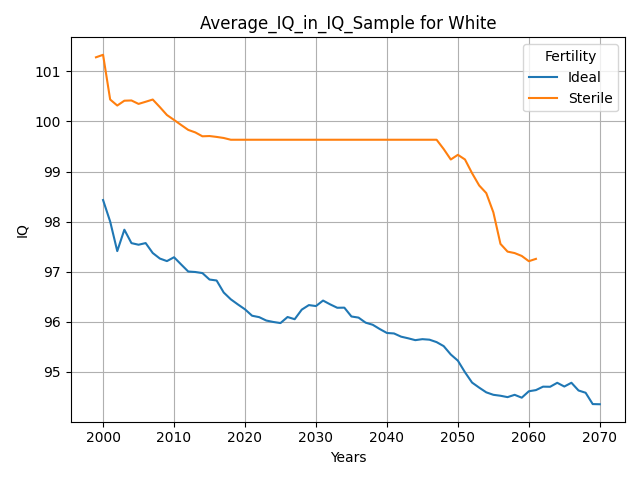 Average_IQ_in_IQ_Sample for White
Fertility
Ideal
Sterile
101
100
99
98
97
96
95
IQ
2000 2010 2020 2030 2040 2050 2060 2070
Years